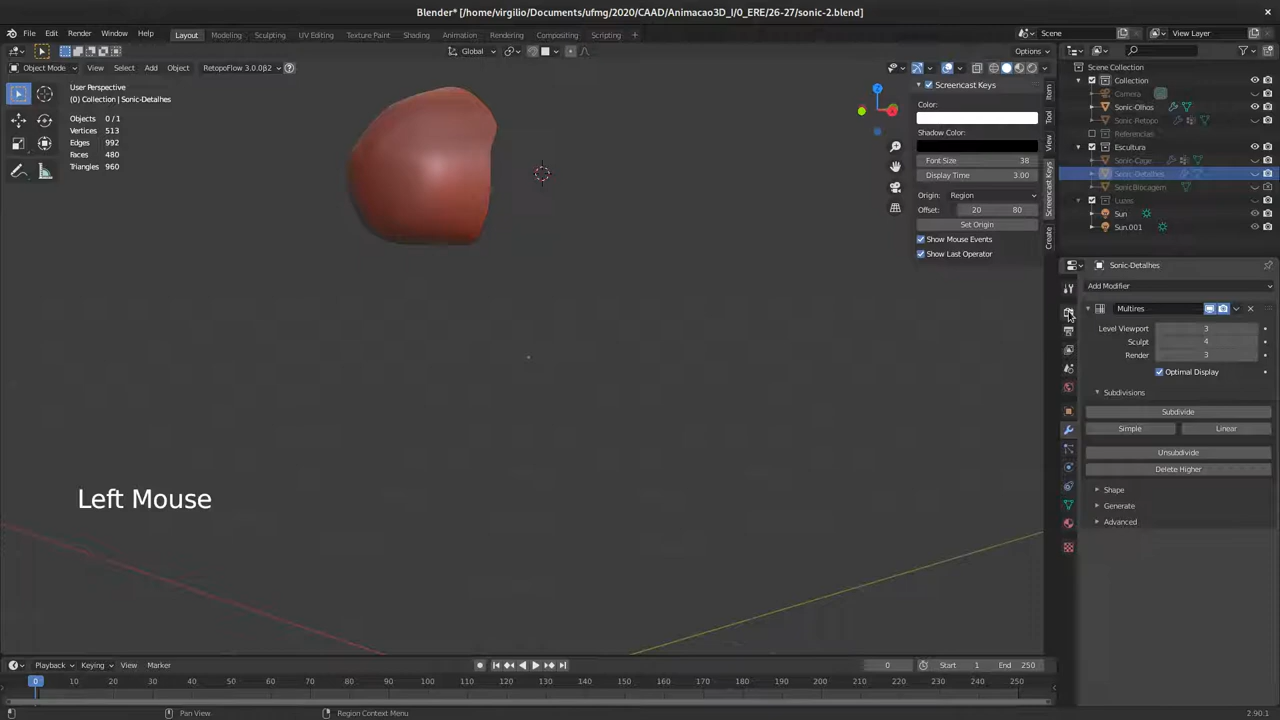 Blender* [/home/virgilio/Documents/ufmg/2020/CAAD/Animacao3D_I/0_ERE/26-27/sonic-2.blend]
File Edit Render Window Help Layout Modeling Sculpting UV Editing Texture Paint Shading Animation Rendering Compositing Scripting Scene View Layer
Global Options
Object Mode View Select Add Object RetopoFlow 3.0.0β2
User Perspective
(0) Collection | Sonic-Detalhes
Objects 0/1
Vertices 513
Edges 992
Faces 480
Triangles 960
Z
Screencast Keys
Color:
Shadow Color:
Font Size 38
Display Time 3.00
Origin: Region
Offset: 20 80
Set Origin
Show Mouse Events
Show Last Operator
Item
Tool
View
Screencast Keys
Create
Scene Collection
Collection
Camera
Sonic-Olhos
Sonic-Retopo
Referencias
Escultura
Sonic-Cage
Sonic-Detalhes
SonicBlocagem
Luzes
Sun
Sun.001
Sonic-Detalhes
Add Modifier
Multires
Level Viewport 3
Sculpt 4
Render 3
Optimal Display
Subdivisions
Subdivide
Simple Linear
Unsubdivide
Delete Higher
Shape
Generate
Advanced
Left Mouse
Playback Keying View Marker 0 Start 1 End 250
0 10 20 30 40 50 60 70 80 90 100 110 120 130 140 150 160 170 180 190 200 210 220 230 240 250
Pan View Region Context Menu 2.90.1